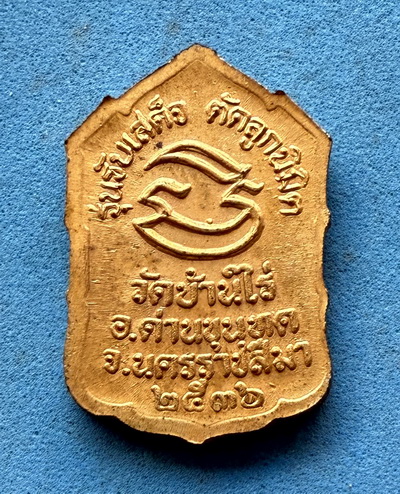 รุ่นรับเสด็จ ตัดลูกนิมิต
วัดบ้านไร่
อ.ด่านขุนทด
จ.นครราชสีมา
๒๕๓๖